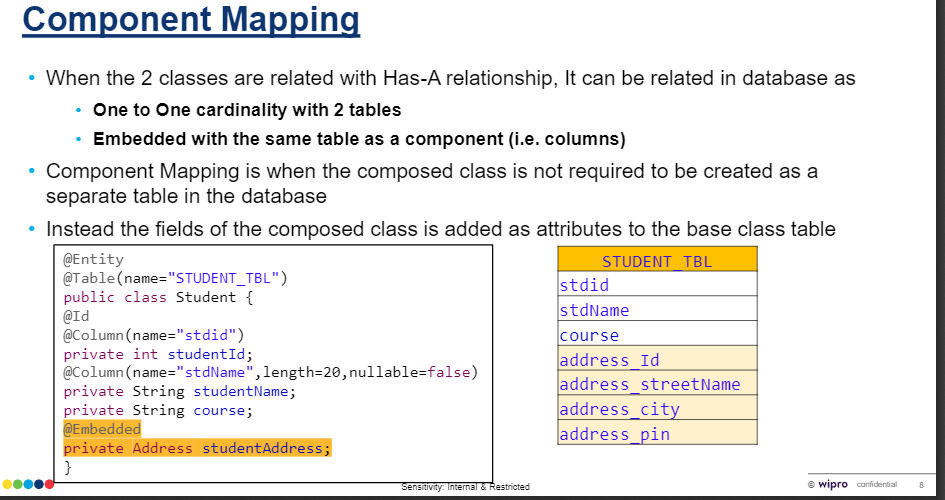 Component Mapping
• When the 2 classes are related with Has-A relationship, It can be related in database as
• One to One cardinality with 2 tables
• Embedded with the same table as a component (i.e. columns)
• Component Mapping is when the composed class is not required to be created as a
separate table in the database
• Instead the fields of the composed class is added as attributes to the base class table
@Entity
@Table(name="STUDENT_TBL")
public class Student {
@Id
@Column(name="stdid")
private int studentId;
@Column(name="stdName",length=20,nullable=false)
private String studentName;
private String course;
@Embedded
private Address studentAddress;
}
STUDENT_TBL
stdid
stdName
course
address_Id
address_streetName
address_city
address_pin
Sensitivity: Internal & Restricted
© wipro confidential 8